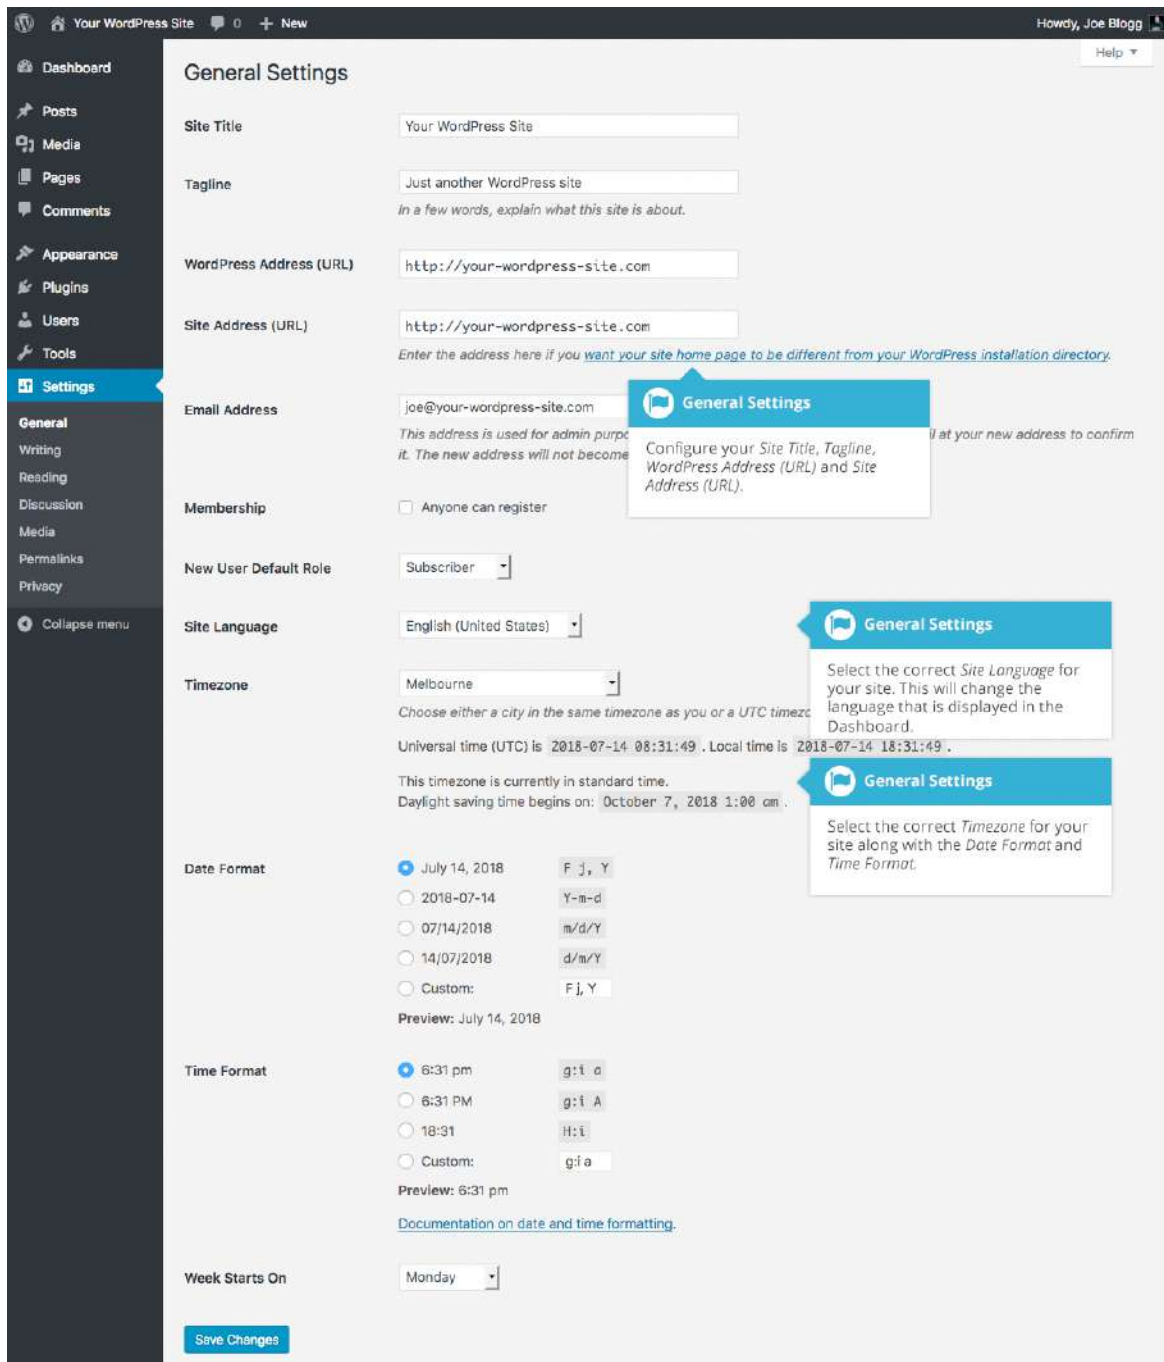 Your WordPress Site 0 + New Howdy, Joe Blogg
Help
Dashboard
Posts
Media
Pages
Comments
Appearance
Plugins
Users
Tools
Settings
General
Writing
Reading
Discussion
Media
Permalinks
Privacy
Collapse menu
General Settings
Site Title Your WordPress Site
Tagline Just another WordPress site
In a few words, explain what this site is about.
WordPress Address (URL) http://your-wordpress-site.com
Site Address (URL) http://your-wordpress-site.com
Enter the address here if you want your site home page to be different from your WordPress installation directory.
Email Address joe@your-wordpress-site.com
This address is used for admin purpo il at your new address to confirm
it. The new address will not become
General Settings
Configure your Site Title, Tagline,
WordPress Address (URL) and Site
Address (URL).
Membership Anyone can register
New User Default Role Subscriber
Site Language English (United States)
General Settings
Select the correct Site Language for
your site. This will change the
language that is displayed in the
Dashboard.
Timezone Melbourne
Choose either a city in the same timezone as you or a UTC timezo
Universal time (UTC) is 2018-07-14 08:31:49 . Local time is 2018-07-14 18:31:49 .
This timezone is currently in standard time.
Daylight saving time begins on: October 7, 2018 1:00 am .
General Settings
Select the correct Timezone for your
site along with the Date Format and
Time Format.
Date Format July 14, 2018 F j, Y
2018-07-14 Y-m-d
07/14/2018 m/d/Y
14/07/2018 d/m/Y
Custom: F j, Y
Preview: July 14, 2018
Time Format 6:31 pm g:i a
6:31 PM g:i A
18:31 H:i
Custom: g:i a
Preview: 6:31 pm
Documentation on date and time formatting.
Week Starts On Monday
Save Changes